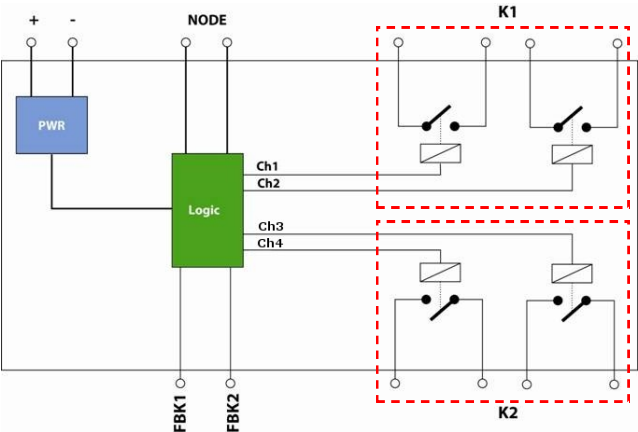 + - NODE K1
PWR
Logic
Ch1
Ch2
Ch3
Ch4
FBK1
FBK2
K2